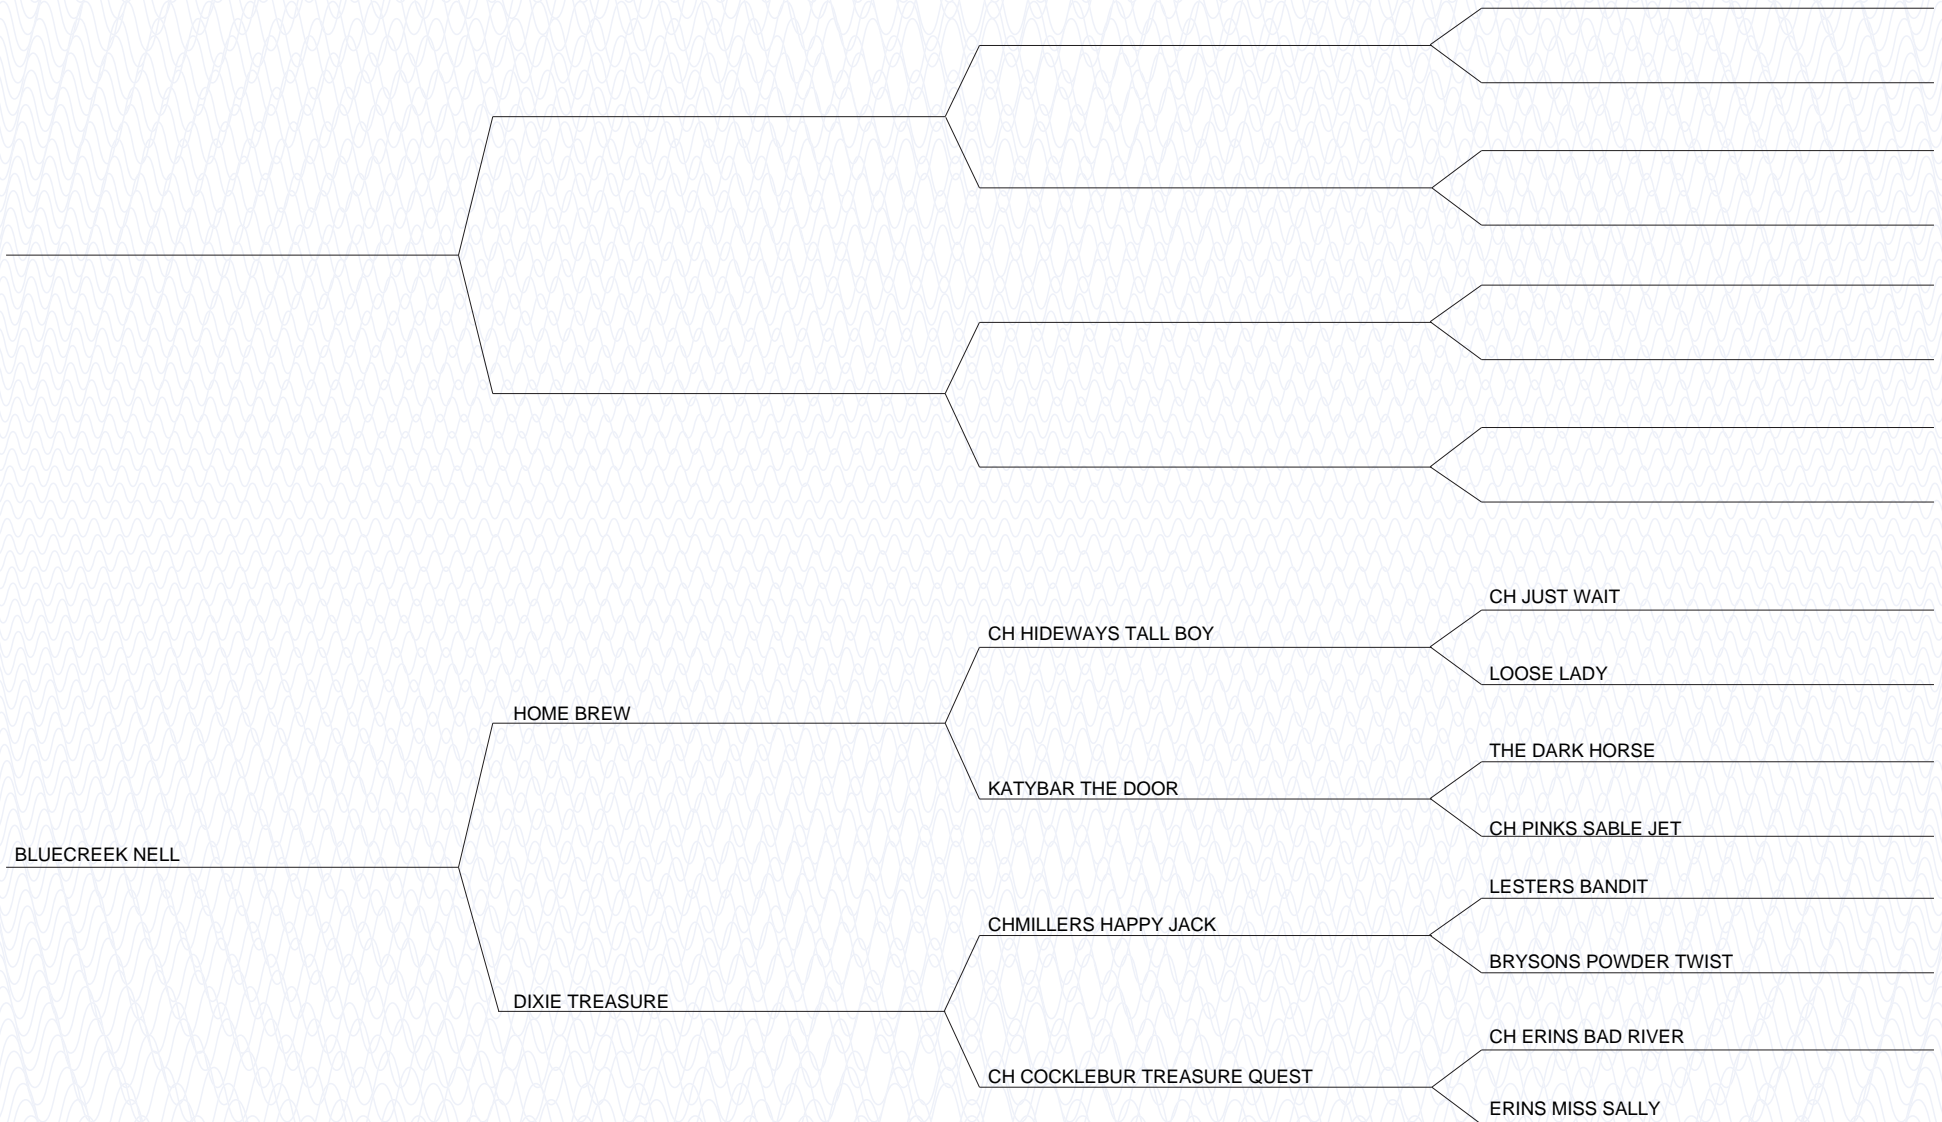 CH JUST WAIT
CH HIDEWAYS TALL BOY
LOOSE LADY
HOME BREW
THE DARK HORSE
KATYBAR THE DOOR
CH PINKS SABLE JET
BLUECREEK NELL
LESTERS BANDIT
CHMILLERS HAPPY JACK
BRYSONS POWDER TWIST
DIXIE TREASURE
CH ERINS BAD RIVER
CH COCKLEBUR TREASURE QUEST
ERINS MISS SALLY